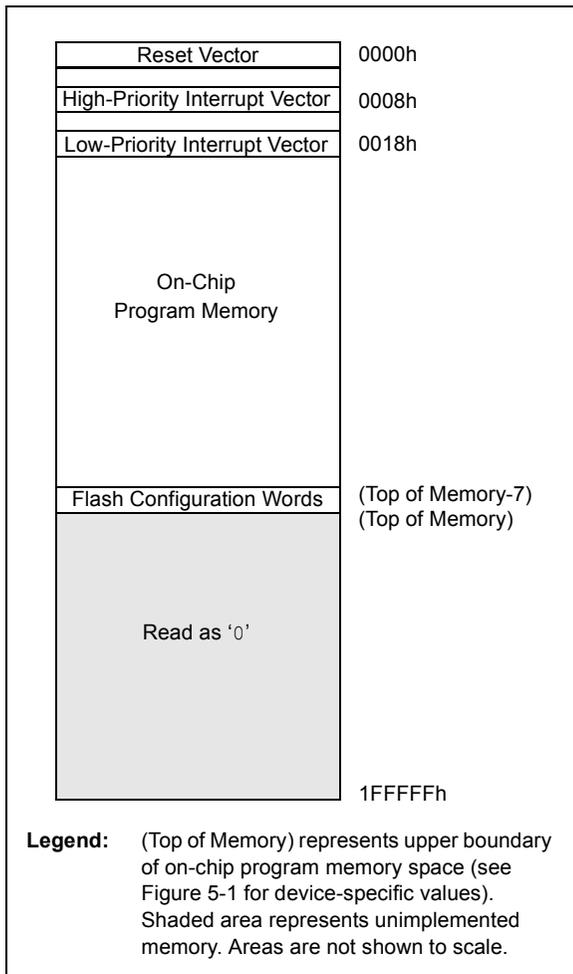 Reset Vector 0000h
High-Priority Interrupt Vector 0008h
Low-Priority Interrupt Vector 0018h
On-Chip
Program Memory
Flash Configuration Words (Top of Memory-7)
(Top of Memory)
Read as ‘0’
1FFFFFh
Legend: (Top of Memory) represents upper boundary
of on-chip program memory space (see
Figure 5-1 for device-specific values).
Shaded area represents unimplemented
memory. Areas are not shown to scale.